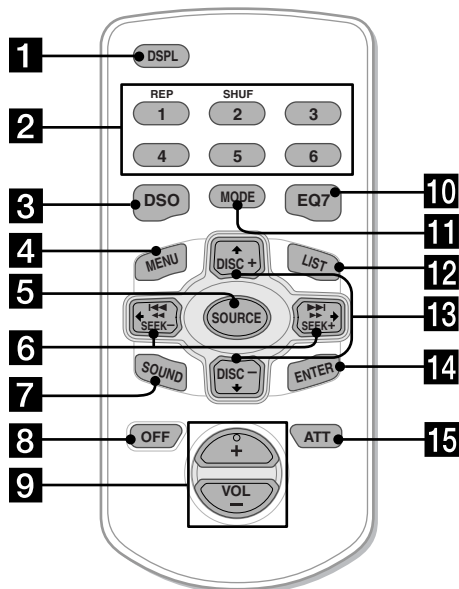 1 DSPL
REP SHUF
2 1 2 3
4 5 6
3 DSO MODE EQ7 10
11
4 MENU DISC + LIST 12
5 SOURCE 13
6 SEEK− SEEK+
7 SOUND DISC − ENTER 14
8 OFF ATT 15
9 +
VOL
−